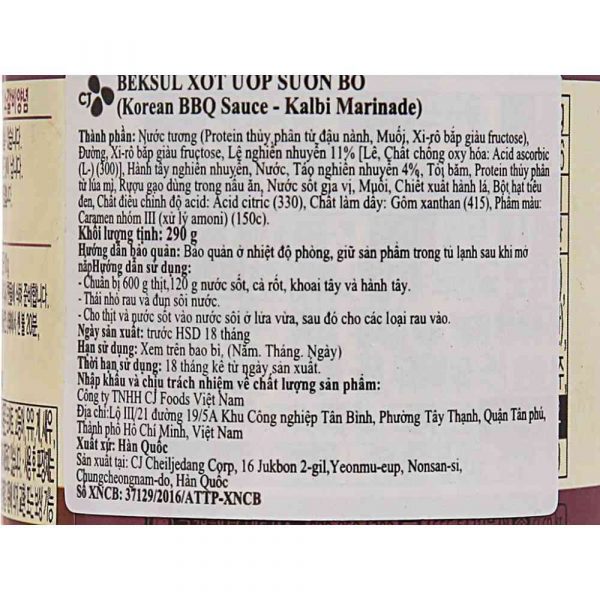 CJ
BEKSUL XỐT ƯỚP SƯỜN BÒ
(Korean BBQ Sauce - Kalbi Marinade)
Thành phần: Nước tương (Protein thủy phân từ đậu nành, Muối, Xi-rô bắp giàu fructose),
Đường, Xi-rô bắp giàu fructose, Lê nghiền nhuyễn 11% [Lê, Chất chống oxy hóa: Acid ascorbic
(L-) (300)], Hành tây nghiền nhuyễn, Nước, Táo nghiền nhuyễn 4%, Tỏi băm, Protein thủy phân
từ lúa mì, Rượu gạo dùng trong nấu ăn, Nước sốt gia vị, Muối, Chiết xuất hành lá, Bột hạt tiêu
đen, Chất điều chỉnh độ acid: Acid citric (330), Chất làm dầy: Gôm xanthan (415), Phẩm màu:
Caramen nhóm III (xử lý amoni) (150c).
Khối lượng tịnh: 290 g
Hướng dẫn bảo quản: Bảo quản ở nhiệt độ phòng, giữ sản phẩm trong tủ lạnh sau khi mở
nắpHướng dẫn sử dụng:
- Chuẩn bị 600 g thịt,120 g nước sốt, cà rốt, khoai tây và hành tây.
- Thái nhỏ rau và đun sôi nước.
- Cho thịt và nước sốt vào nước sôi ở lửa vừa, sau đó cho các loại rau vào.
Ngày sản xuất: trước HSD 18 tháng
Hạn sử dụng: Xem trên bao bì, (Năm. Tháng. Ngày)
Thời hạn sử dụng: 18 tháng kể từ ngày sản xuất.
Nhập khẩu và chịu trách nhiệm về chất lượng sản phẩm:
Công ty TNHH CJ Foods Việt Nam
Địa chỉ:Lô III/21 đường 19/5A Khu Công nghiệp Tân Bình, Phường Tây Thạnh, Quận Tân phú,
Thành phố Hồ Chí Minh, Việt Nam
Xuất xứ: Hàn Quốc
Sản xuất tại: CJ Cheiljedang Corp, 16 Jukbon 2-gil,Yeonmu-eup, Nonsan-si,
Chungcheongnam-do, Hàn Quốc
Số XNCB: 37129/2016/ATTP-XNCB